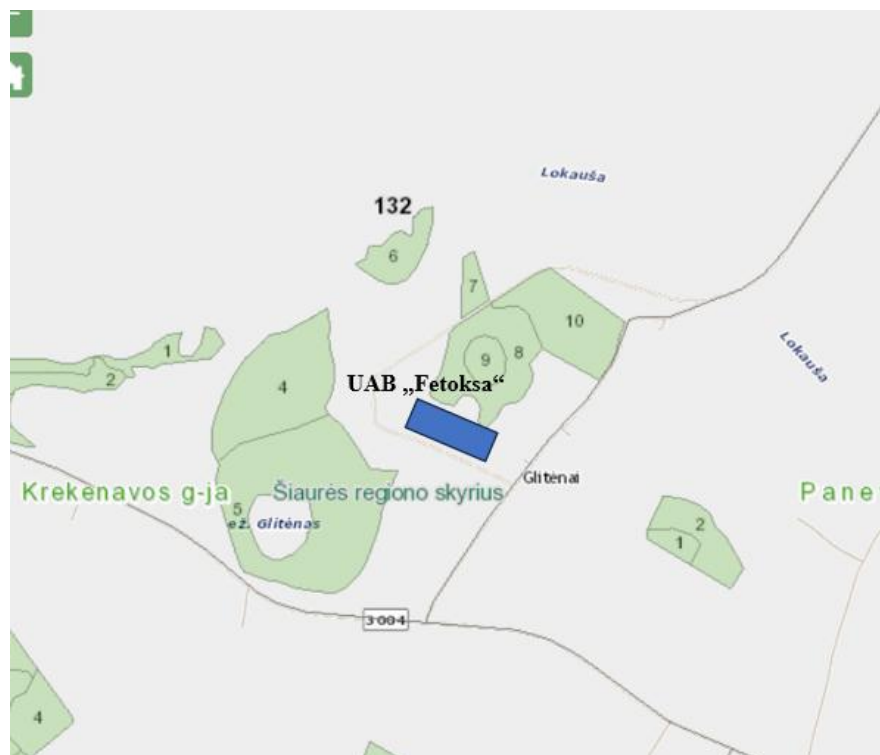 Lokauša
132
6
7
10
1
8
9
Lokauša
2
4
UAB „Fetoksa“
Glitėnai
Krekenavos g-ja
Šiaurės regiono skyrius
Pane
5
ež. Glitėnas
2
1
3004
4